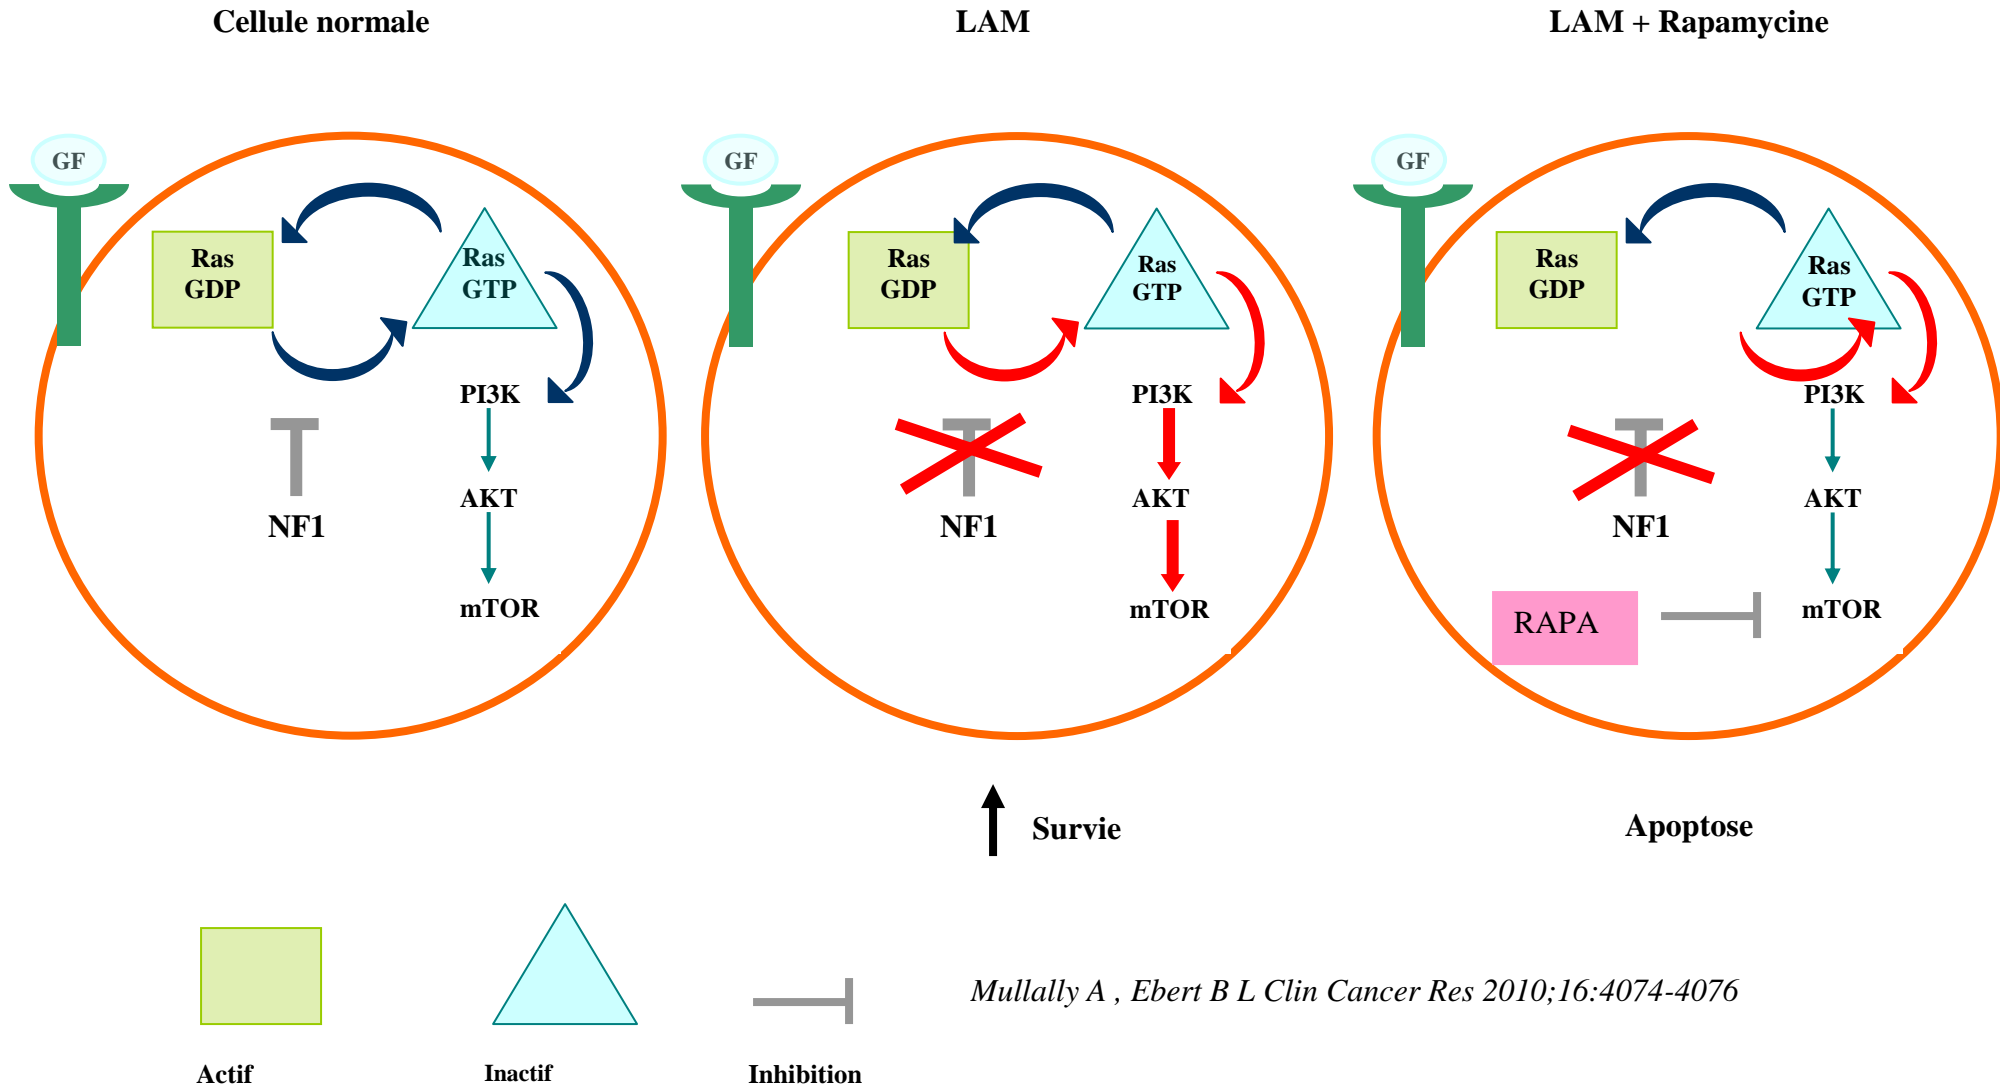 Cellule normale
LAM
LAM + Rapamycine
GF
Ras
GDP
Ras
GTP
PI3K
AKT
NF1
mTOR
GF
Ras
GDP
Ras
GTP
PI3K
AKT
NF1
mTOR
GF
Ras
GDP
Ras
GTP
PI3K
AKT
NF1
RAPA
mTOR
Survie
Apoptose
Mullally A , Ebert B L Clin Cancer Res 2010;16:4074-4076
Actif
Inactif
Inhibition